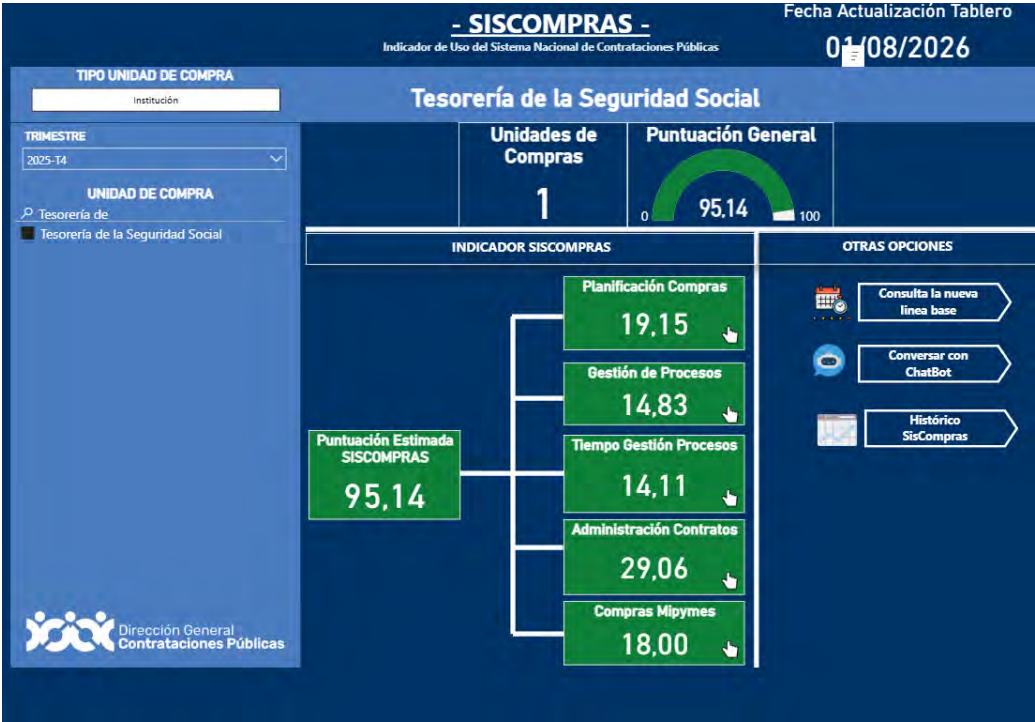 - SISCOMPRAS -
Indicador de Uso del Sistema Nacional de Contrataciones Públicas
Fecha Actualización Tablero
01/08/2026
TIPO UNIDAD DE COMPRA
Institución
Tesorería de la Seguridad Social
TRIMESTRE
2025-T4
UNIDAD DE COMPRA
Tesorería de
Tesorería de la Seguridad Social
Unidades de
Compras
1
Puntuación General
95,14
0
100
INDICADOR SISCOMPRAS
OTRAS OPCIONES
Puntuación Estimada
SISCOMPRAS
95,14
Planificación Compras
19,15
Gestión de Procesos
14,83
Tiempo Gestión Procesos
14,11
Administración Contratos
29,06
Compras Mipymes
18,00
Consulta la nueva
linea base
Conversar con
ChatBot
Histórico
SisCompras
Dirección General
Contrataciones Públicas